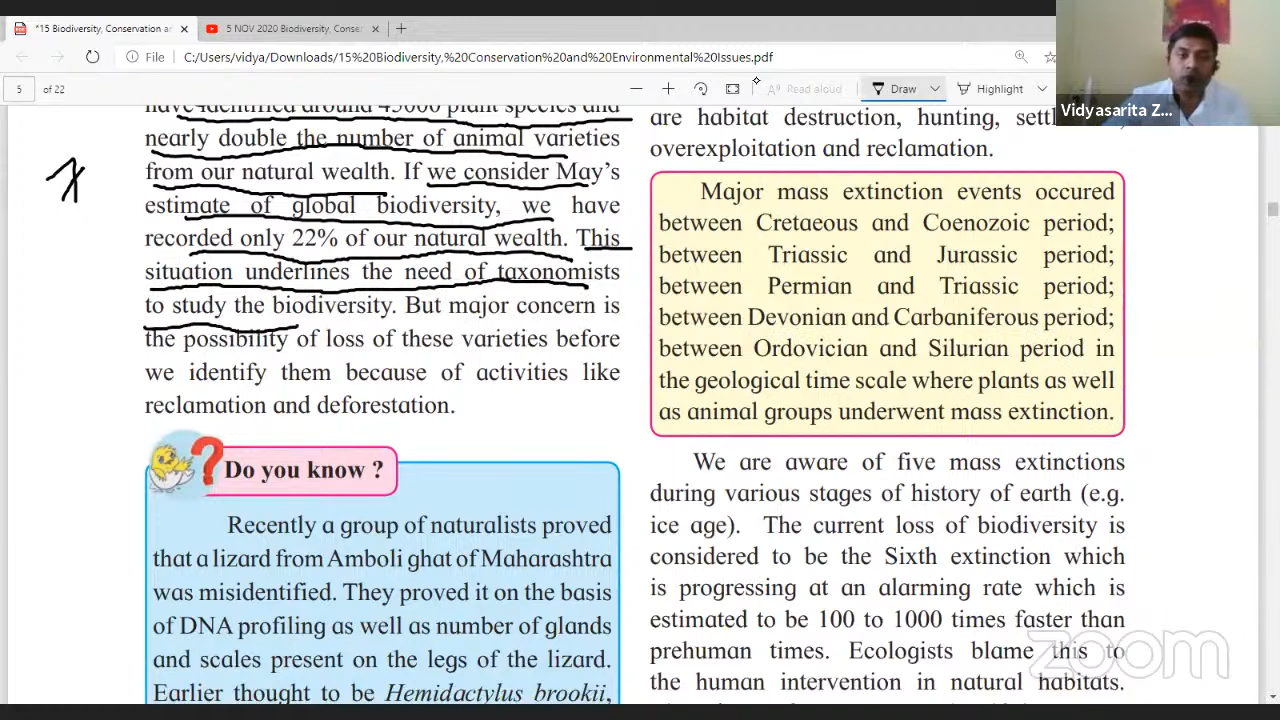 *15 Biodiversity, Conservation an
5 NOV 2020 Biodiversity, Conser
File
C:/Users/vidya/Downloads/15%20Biodiversity,%20Conservation%20and%20Environmental%20Issues.pdf
5 of 22
Read aloud
Draw
Highlight
Vidyasarita Z...
have identified around 45000 plant species and
nearly double the number of animal varieties
from our natural wealth. If we consider May's
estimate of global biodiversity, we have
recorded only 22% of our natural wealth. This
situation underlines the need of taxonomists
to study the biodiversity. But major concern is
the possibility of loss of these varieties before
we identify them because of activities like
reclamation and deforestation.
Do you know ?
Recently a group of naturalists proved
that a lizard from Amboli ghat of Maharashtra
was misidentified. They proved it on the basis
of DNA profiling as well as number of glands
and scales present on the legs of the lizard.
Earlier thought to be Hemidactylus brookii,
are habitat destruction, hunting,
overexploitation and reclamation.
Major mass extinction events occured
between Cretaeous and Coenozoic period;
between Triassic and Jurassic period;
between Permian and Triassic period;
between Devonian and Carbaniferous period;
between Ordovician and Silurian period in
the geological time scale where plants as well
as animal groups underwent mass extinction.
We are aware of five mass extinctions
during various stages of history of earth (e.g.
ice age). The current loss of biodiversity is
considered to be the Sixth extinction which
is progressing at an alarming rate which is
estimated to be 100 to 1000 times faster than
prehuman times. Ecologists blame this to
the human intervention in natural habitats.
zoom